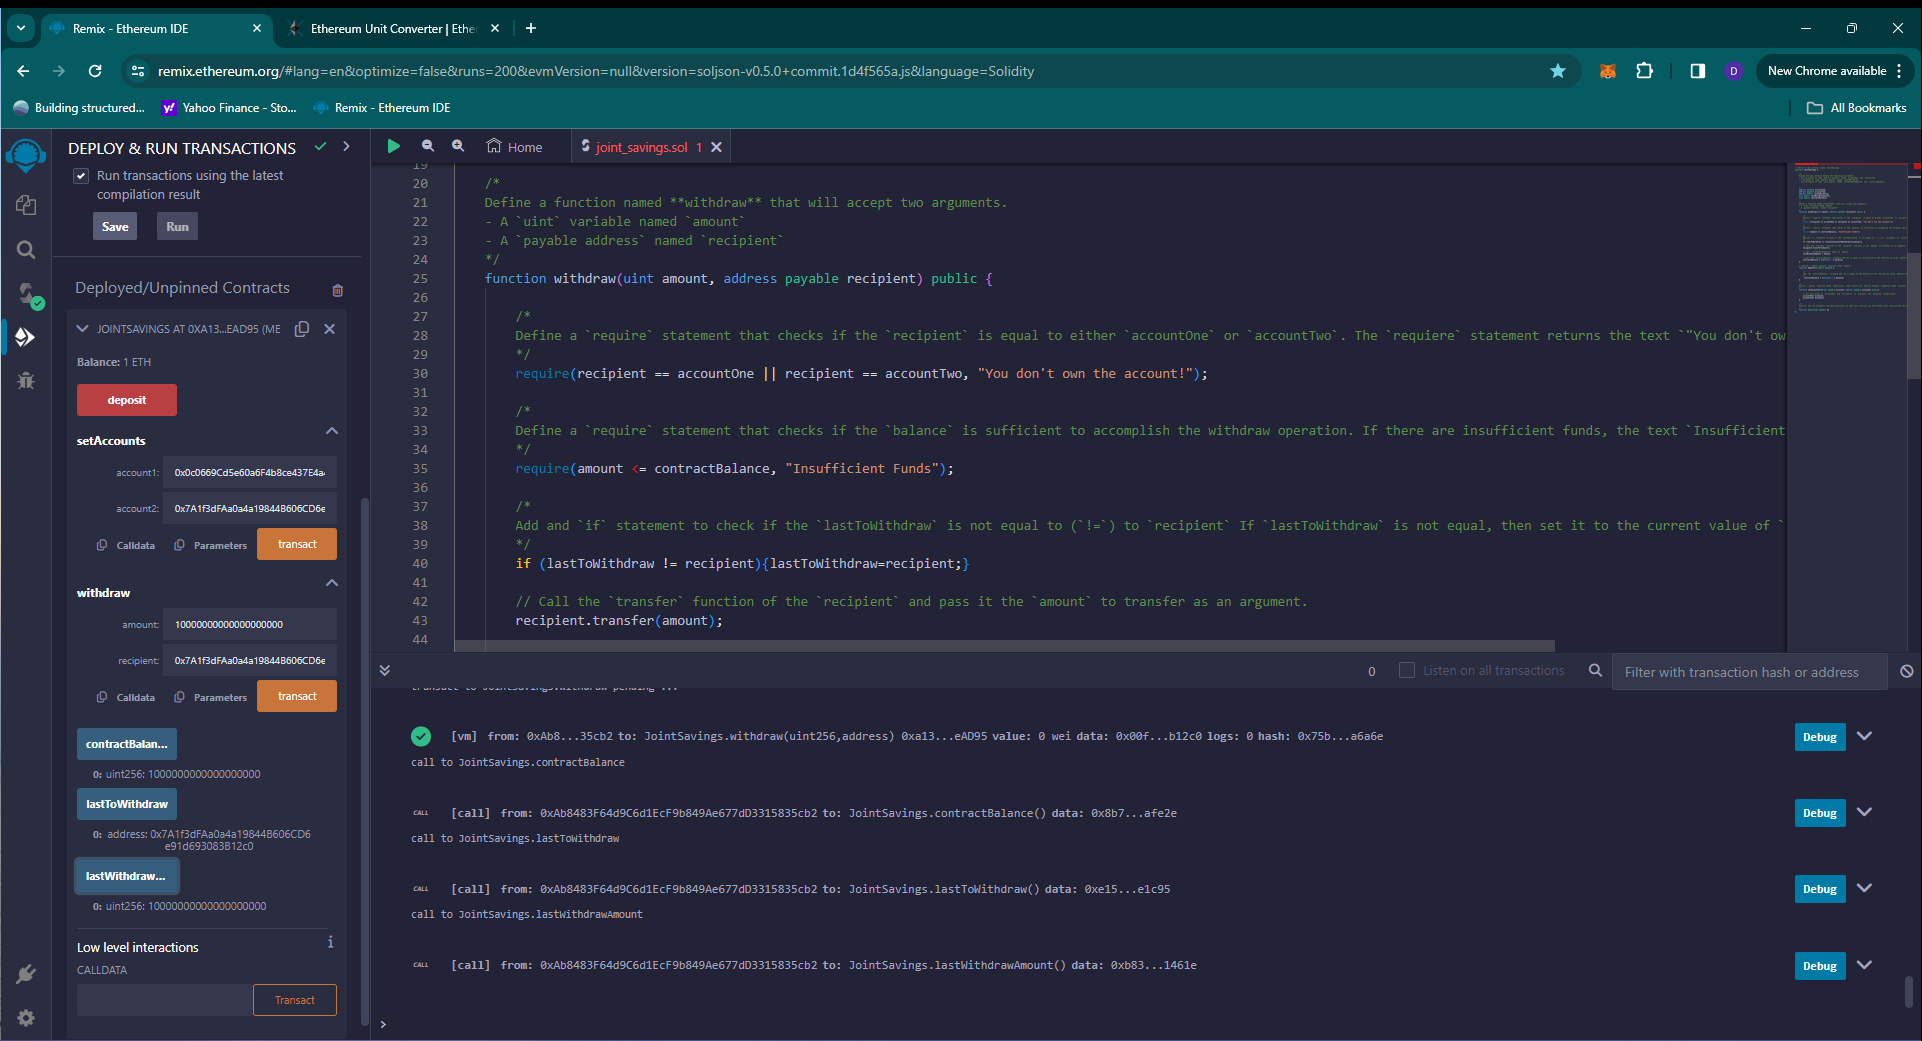 Remix - Ethereum IDE
Ethereum Unit Converter | Ether
remix.ethereum.org/#lang=en&optimize=false&runs=200&evmVersion=null&version=soljson-v0.5.0+commit.1d4f565a.js&language=Solidity
D
New Chrome available
Building structured...
Yahoo Finance - Sto...
Remix - Ethereum IDE
All Bookmarks
DEPLOY & RUN TRANSACTIONS
Run transactions using the latest
compilation result
Save
Run
Deployed/Unpinned Contracts
JOINTSAVINGS AT 0XA13...EAD95 (ME
Balance: 1 ETH
deposit
setAccounts
account1:
0x0c0669Cd5e60a6F4b8ce437E4a
account2:
0x7A1f3dFAa0a4a19844B606CD6e
Calldata
Parameters
transact
withdraw
amount:
10000000000000000000
recipient:
0x7A1f3dFAa0a4a19844B606CD6e
Calldata
Parameters
transact
contractBalan...
0: uint256: 1000000000000000000
lastToWithdraw
0: address: 0x7A1f3dFAa0a4a19844B606CD6
e91d693083B12c0
lastWithdraw...
0: uint256: 10000000000000000000
Low level interactions
i
CALLDATA
Transact
Home
joint_savings.sol 1
19
20 /*
21 Define a function named **withdraw** that will accept two arguments.
22 - A `uint` variable named `amount`
23 - A `payable address` named `recipient`
24 */
25 function withdraw(uint amount, address payable recipient) public {
26
27 /*
28 Define a `require` statement that checks if the `recipient` is equal to either `accountOne` or `accountTwo`. The `requiere` statement returns the text `"You don't ow
29 */
30 require(recipient == accountOne || recipient == accountTwo, "You don't own the account!");
31
32 /*
33 Define a `require` statement that checks if the `balance` is sufficient to accomplish the withdraw operation. If there are insufficient funds, the text `Insufficient
34 */
35 require(amount <= contractBalance, "Insufficient Funds");
36
37 /*
38 Add and `if` statement to check if the `lastToWithdraw` is not equal to (`!=`) to `recipient` If `lastToWithdraw` is not equal, then set it to the current value of `
39 */
40 if (lastToWithdraw != recipient){lastToWithdraw=recipient;}
41
42 // Call the `transfer` function of the `recipient` and pass it the `amount` to transfer as an argument.
43 recipient.transfer(amount);
44
0
Listen on all transactions
Filter with transaction hash or address
transact to JointSavings.withdraw pending ...
[vm] from: 0xAb8...35cb2 to: JointSavings.withdraw(uint256,address) 0xa13...eAD95 value: 0 wei data: 0x00f...b12c0 logs: 0 hash: 0x75b...a6a6e
Debug
call to JointSavings.contractBalance
CALL [call] from: 0xAb8483F64d9C6d1EcF9b849Ae677dD3315835cb2 to: JointSavings.contractBalance() data: 0x8b7...afe2e
Debug
call to JointSavings.lastToWithdraw
CALL [call] from: 0xAb8483F64d9C6d1EcF9b849Ae677dD3315835cb2 to: JointSavings.lastToWithdraw() data: 0xe15...e1c95
Debug
call to JointSavings.lastWithdrawAmount
CALL [call] from: 0xAb8483F64d9C6d1EcF9b849Ae677dD3315835cb2 to: JointSavings.lastWithdrawAmount() data: 0xb83...1461e
Debug
>